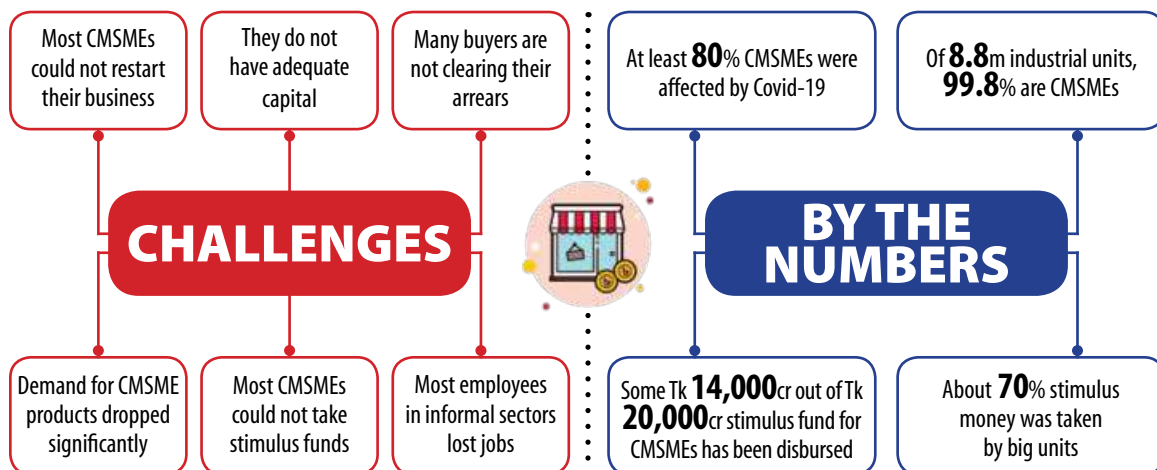 Most CMSMEs
could not restart
their business
They do not
have adequate
capital
Many buyers are
not clearing their
arrears
CHALLENGES
Demand for CMSME
products dropped
significantly
Most CMSMEs
could not take
stimulus funds
Most employees
in informal sectors
lost jobs
At least 80% CMSMEs were
affected by Covid-19
Of 8.8m industrial units,
99.8% are CMSMEs
BY THE
NUMBERS
Some Tk 14,000cr out of Tk
20,000cr stimulus fund for
CMSMEs has been disbursed
About 70% stimulus
money was taken
by big units